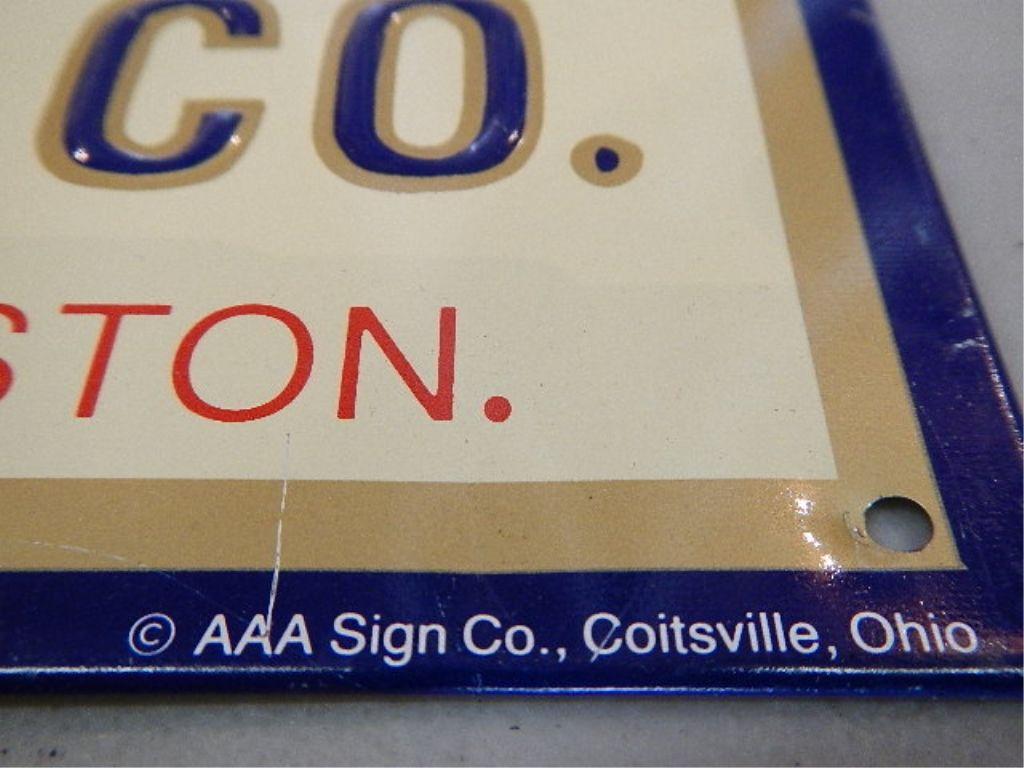 CO.
STON.
© AAA Sign Co., Coitsville, Ohio